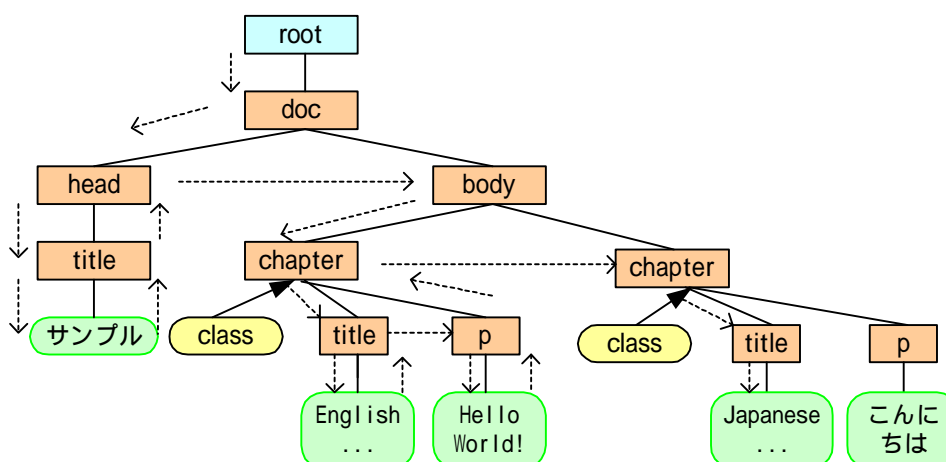 root
doc
head
body
title
chapter
chapter
サンプル
class
title
p
class
title
p
English
...
Hello
World!
Japanese
...
こんに
ちは